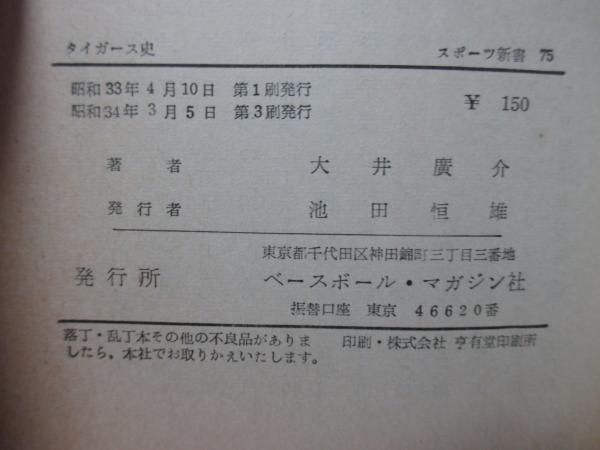 タイガース史 スポーツ新書 75
昭和33年4月10日 第1刷発行
昭和34年3月5日 第3刷発行
¥ 150
著者 大井廣介
発行者 池田恒雄
東京都千代田区神田錦町三丁目三番地
発行所 ベースボール・マガジン社
振替口座 東京 46620番
落丁・乱丁本その他の不良品がありま
したら、本社でお取りかえいたします。
印刷・株式会社 亨有堂印刷所